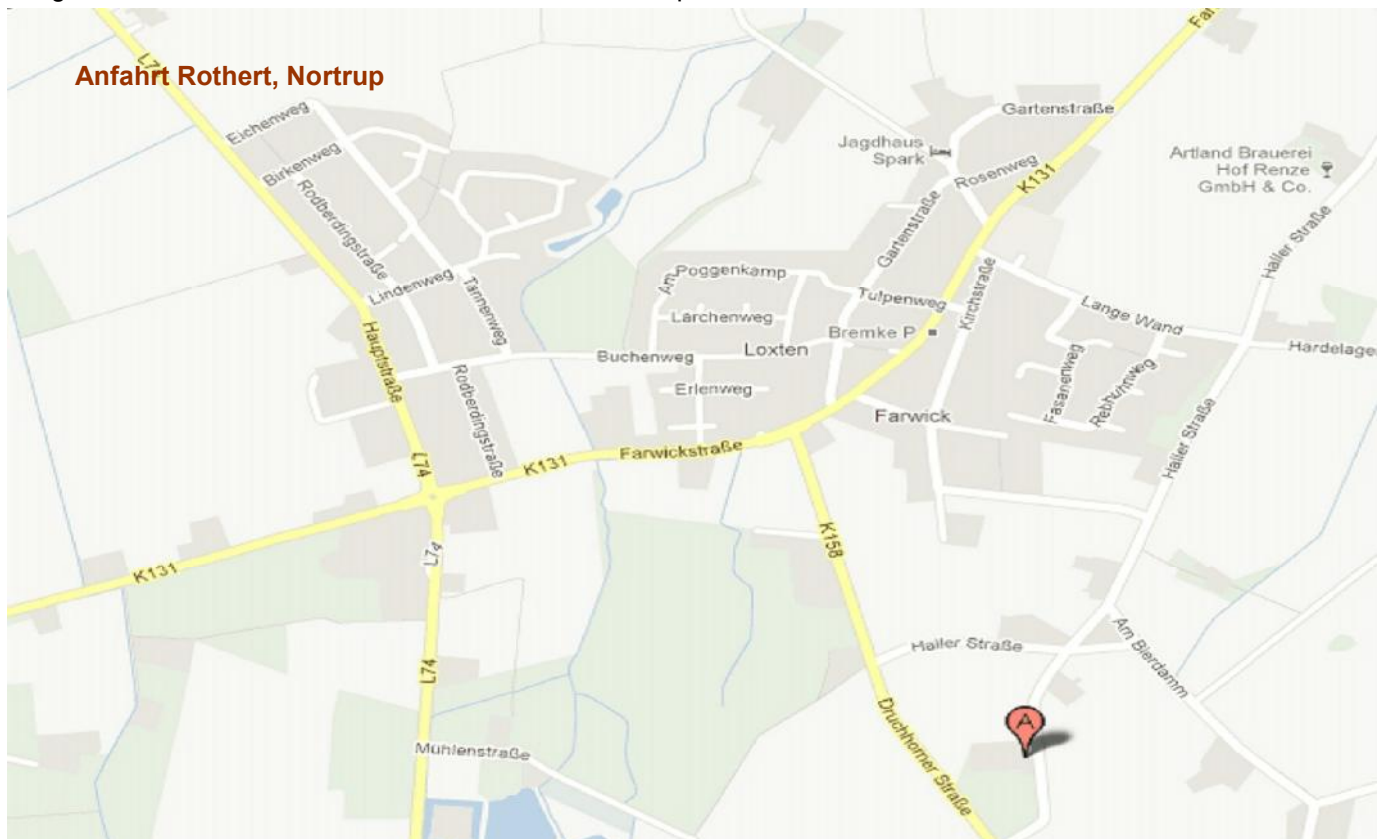 Anfahrt Rothert, Nortrup
Gartenstraße
Jagdhaus
Spark
Artland Brauerei
Hof Renze
GmbH & Co.
Eichenweg
Birkenweg
Rosenweg
K131
Rodberdingstraße
Gartenstraße
Haller Straße
Lindenweg
Tannenweg
Am Poggenkamp
Tulpenweg
Kirchstraße
Lange Wand
Larchenweg
Bremke P
Hardelager
Hauptstraße
Buchenweg
Loxten
Erlenweg
Rodberdingstraße
Farwick
Fasanenweg
Rebhuhnweg
Haller Straße
L74
K131
Farwickstraße
K158
L74
K131
Haller Straße
Am Bierdamm
L74
Druchhorner Straße
A
Mühlenstraße